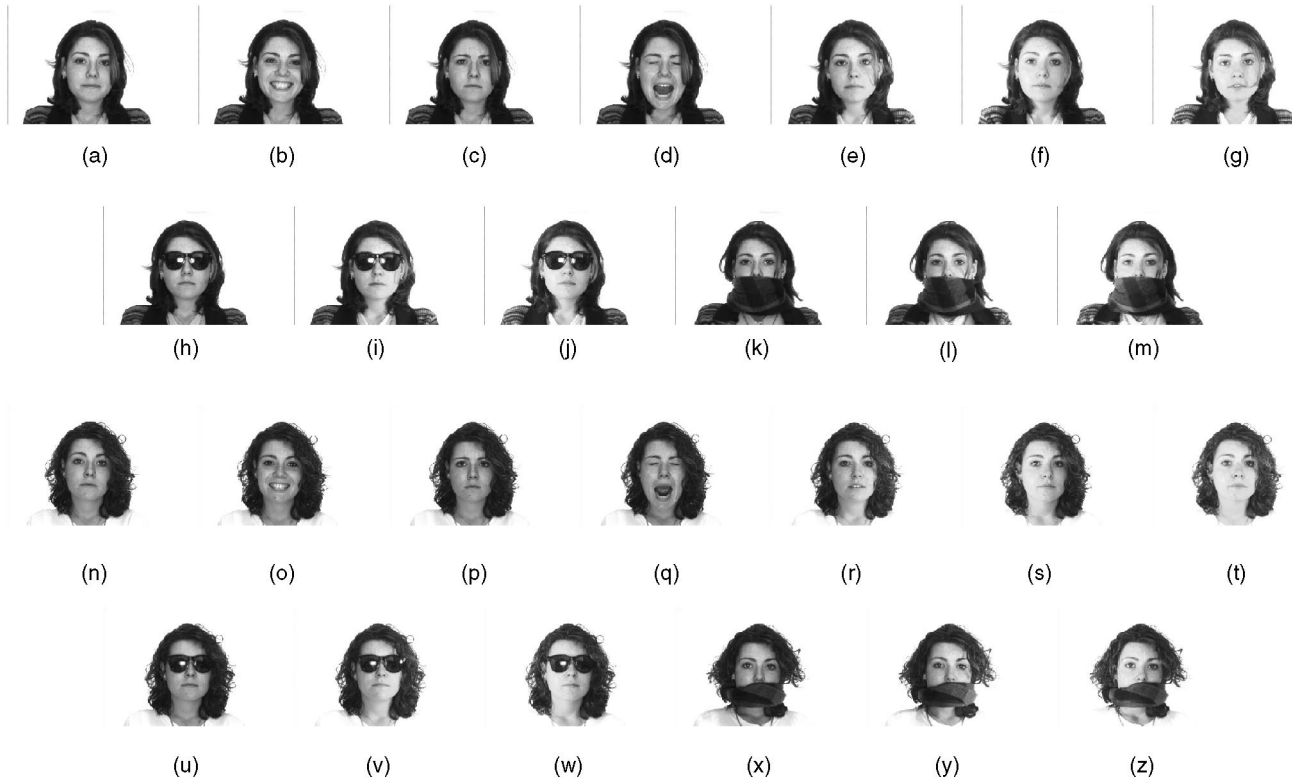 (a) (b) (c) (d) (e) (f) (g)
(h) (i) (j) (k) (l) (m)
(n) (o) (p) (q) (r) (s) (t)
(u) (v) (w) (x) (y) (z)